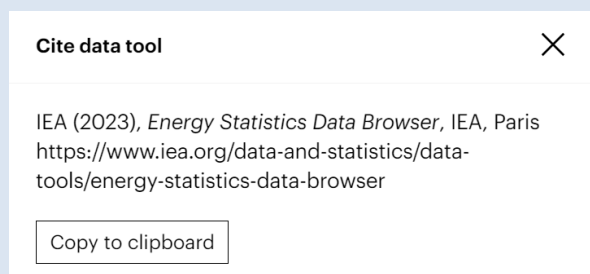 Cite data tool
IEA (2023), Energy Statistics Data Browser, IEA, Paris
https://www.iea.org/data-and-statistics/data-
tools/energy-statistics-data-browser
Copy to clipboard